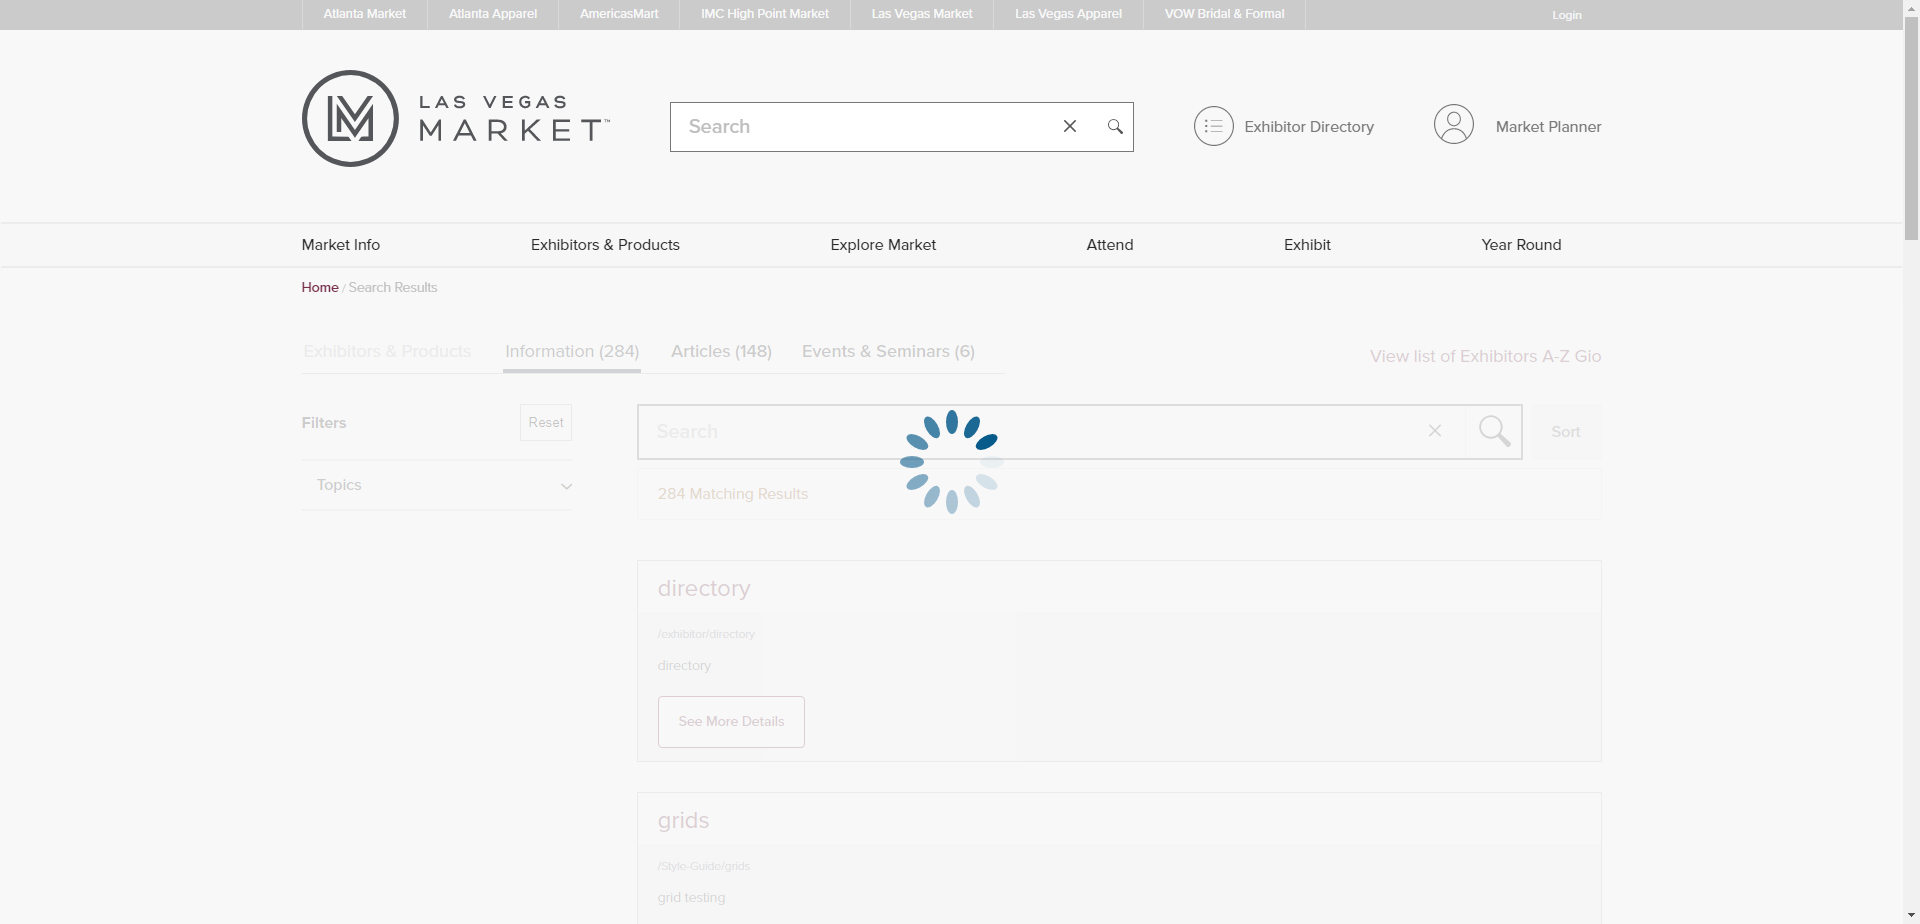 Atlanta Market
Atlanta Apparel
AmericasMart
IMC High Point Market
Las Vegas Market
Las Vegas Apparel
VOW Bridal & Formal
Login
LAS VEGAS
MARKET™
Search
Exhibitor Directory
Market Planner
Market Info
Exhibitors & Products
Explore Market
Attend
Exhibit
Year Round
Home / Search Results
Exhibitors & Products
Information (284)
Articles (148)
Events & Seminars (6)
View list of Exhibitors A-Z Gio
Filters
Reset
Search
Sort
Topics
284 Matching Results
directory
/exhibitor/directory
directory
See More Details
grids
/Style-Guide/grids
grid testing